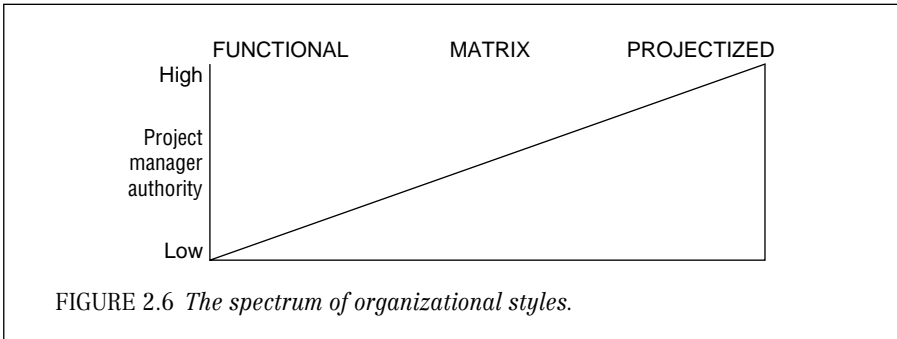 FUNCTIONAL MATRIX PROJECTIZED
High
Project
manager
authority
Low
FIGURE 2.6 The spectrum of organizational styles.